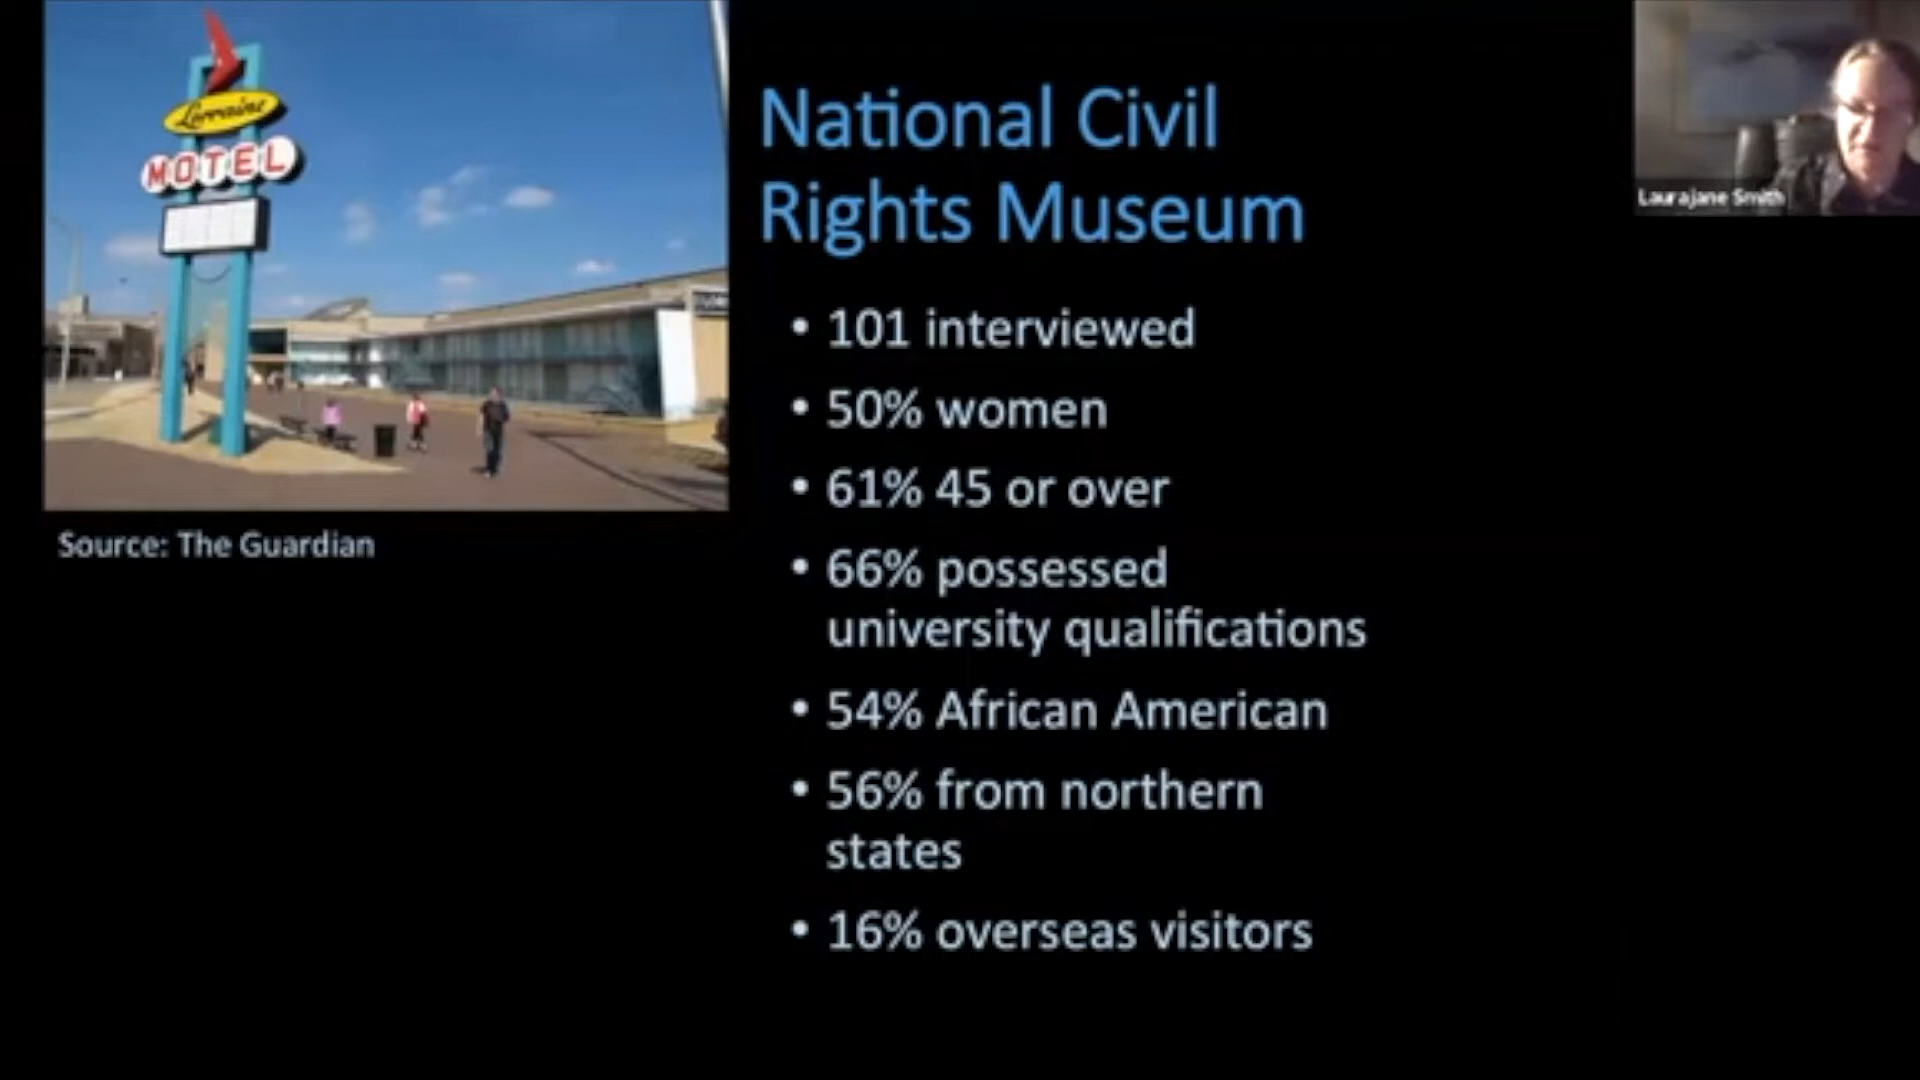 Lorraine
MOTEL
Source: The Guardian
National Civil
Rights Museum
• 101 interviewed
• 50% women
• 61% 45 or over
• 66% possessed
university qualifications
• 54% African American
• 56% from northern
states
• 16% overseas visitors
Laurajane Smith